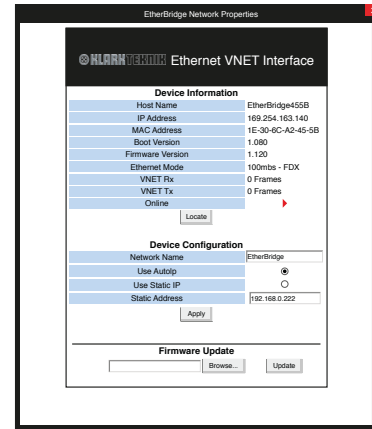 EtherBridge Network Properties
KLARK TEKNIK Ethernet VNET Interface
Device Information
Host Name EtherBridge455B
IP Address 169.254.163.140
MAC Address 1E-30-6C-A2-45-5B
Boot Version 1.080
Firmware Version 1.120
Ethernet Mode 100mbs - FDX
VNET Rx 0 Frames
VNET Tx 0 Frames
Online
Locate
Device Configuration
Network Name EtherBridge
Use AutoIp
Use Static IP
Static Address 192.168.0.222
Apply
Firmware Update
Browse... Update